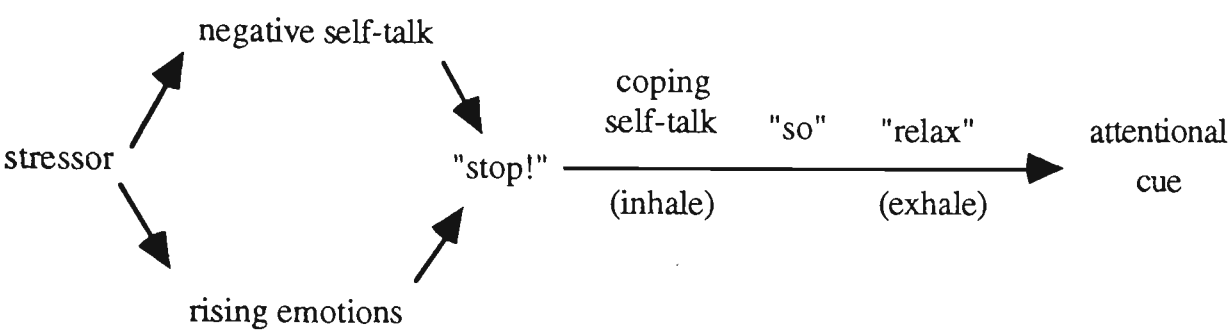 negative self-talk
coping
self-talk
"so"
"relax"
attentional
cue
stressor
"stop!"
(inhale)
(exhale)
rising emotions